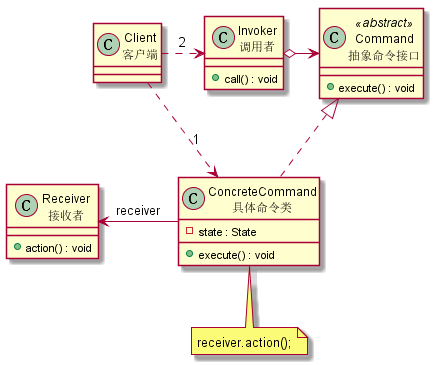 C
Client
客户端
2
C
Invoker
调用者
call() : void
C
«abstract»
Command
抽象命令接口
execute() : void
1
C
Receiver
接收者
action() : void
receiver
C
ConcreteCommand
具体命令类
state : State
execute() : void
receiver.action();